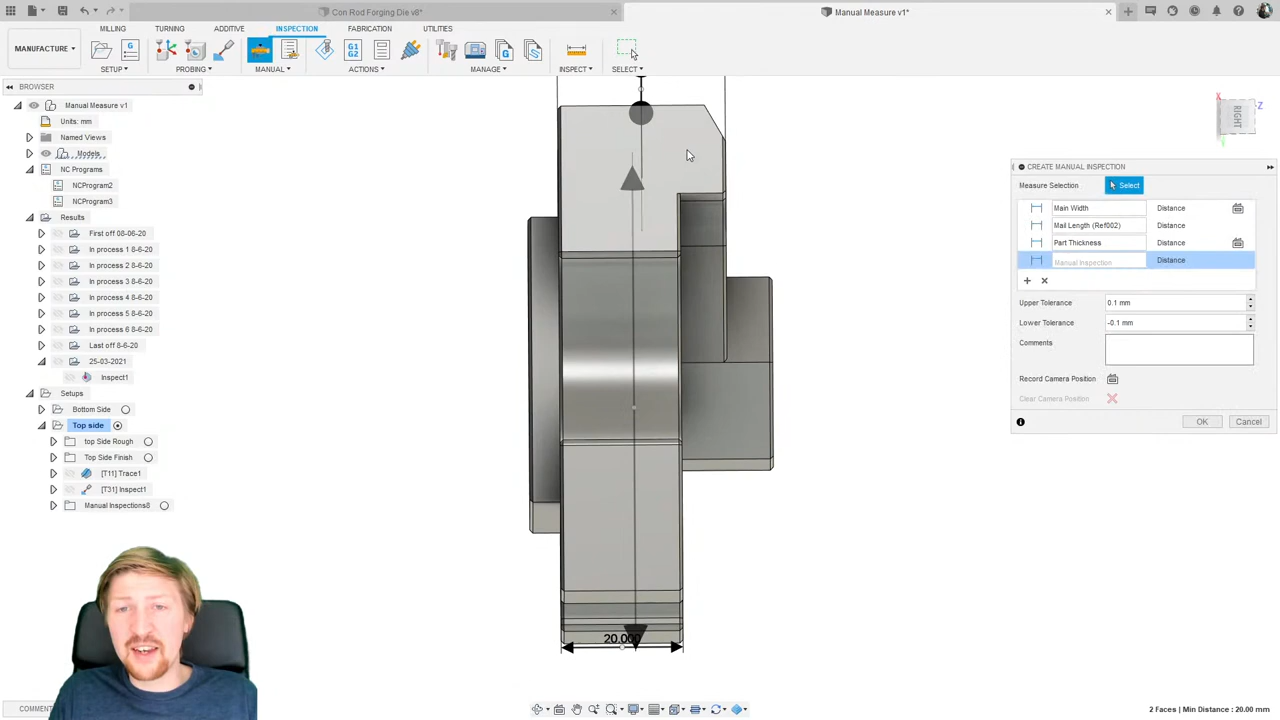 Con Rod Forging Die v8*
Manual Measure v1*
MILLING TURNING ADDITIVE INSPECTION FABRICATION UTILITIES
MANUFACTURE
G1 G2
G
SETUP PROBING MANUAL MANAGE INSPECT SELECT
BROWSER
Manual Measure v1
Units: mm
Named Views
Models
NC Programs
NCProgram2
NCProgram3
Results
First off 08-06-20
In process 1 8-6-20
In process 2 8-6-20
In process 3 8-6-20
In process 4 8-6-20
In process 5 8-6-20
In process 6 8-6-20
Last off 8-6-20
25-03-2021
Inspect1
Setups
Bottom Side
Top side
top Side Rough
Top Side Finish
[T11] Trace1
[T31] Inspect1
Manual Inspections8
20.000
X
Z
Y
RIGHT
CREATE MANUAL INSPECTION
Measure Selection Select
Main Width Distance
Mail Length (Ref002) Distance
Part Thickness Distance
Manual Inspection Distance
Upper Tolerance 0.1 mm
Lower Tolerance -0.1 mm
Comments
Record Camera Position
Clear Camera Position
OK Cancel
COMMENT
2 Faces | Min Distance : 20.00 mm